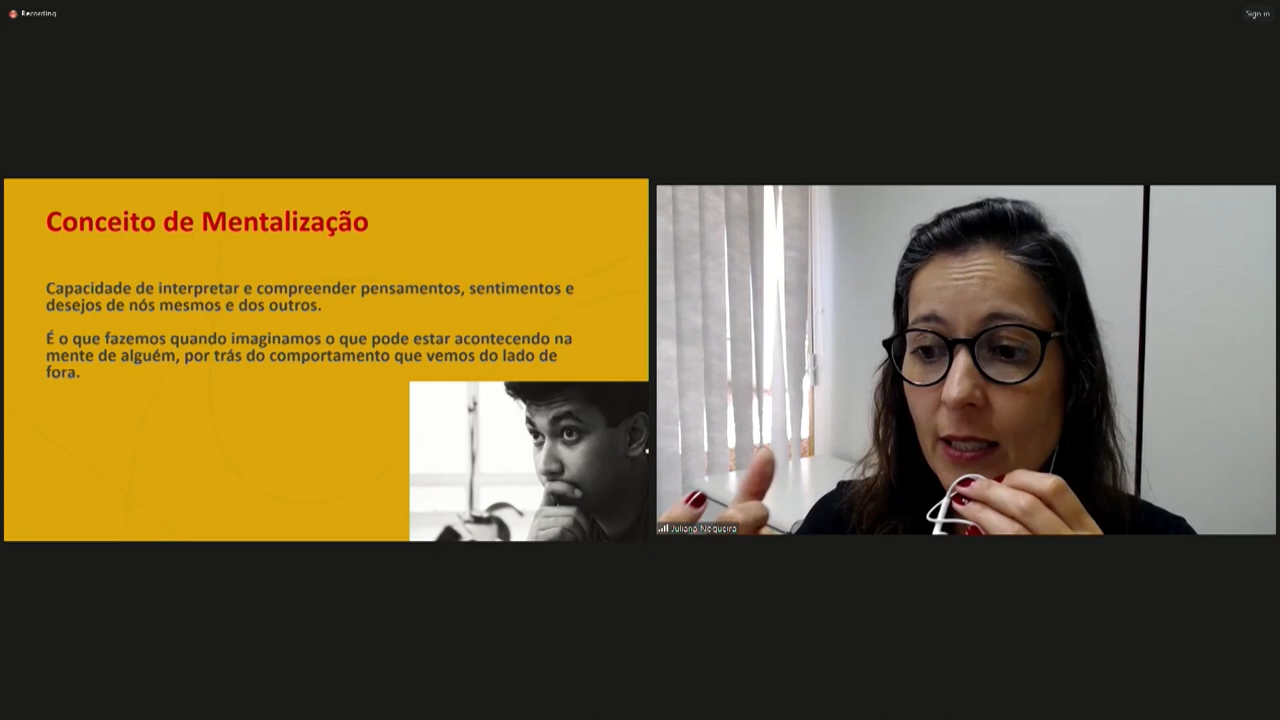 Recording
Sign in
Conceito de Mentalização
Capacidade de interpretar e compreender pensamentos, sentimentos e
desejos de nós mesmos e dos outros.
É o que fazemos quando imaginamos o que pode estar acontecendo na
mente de alguém, por trás do comportamento que vemos do lado de
fora.
Juliana Nogueira